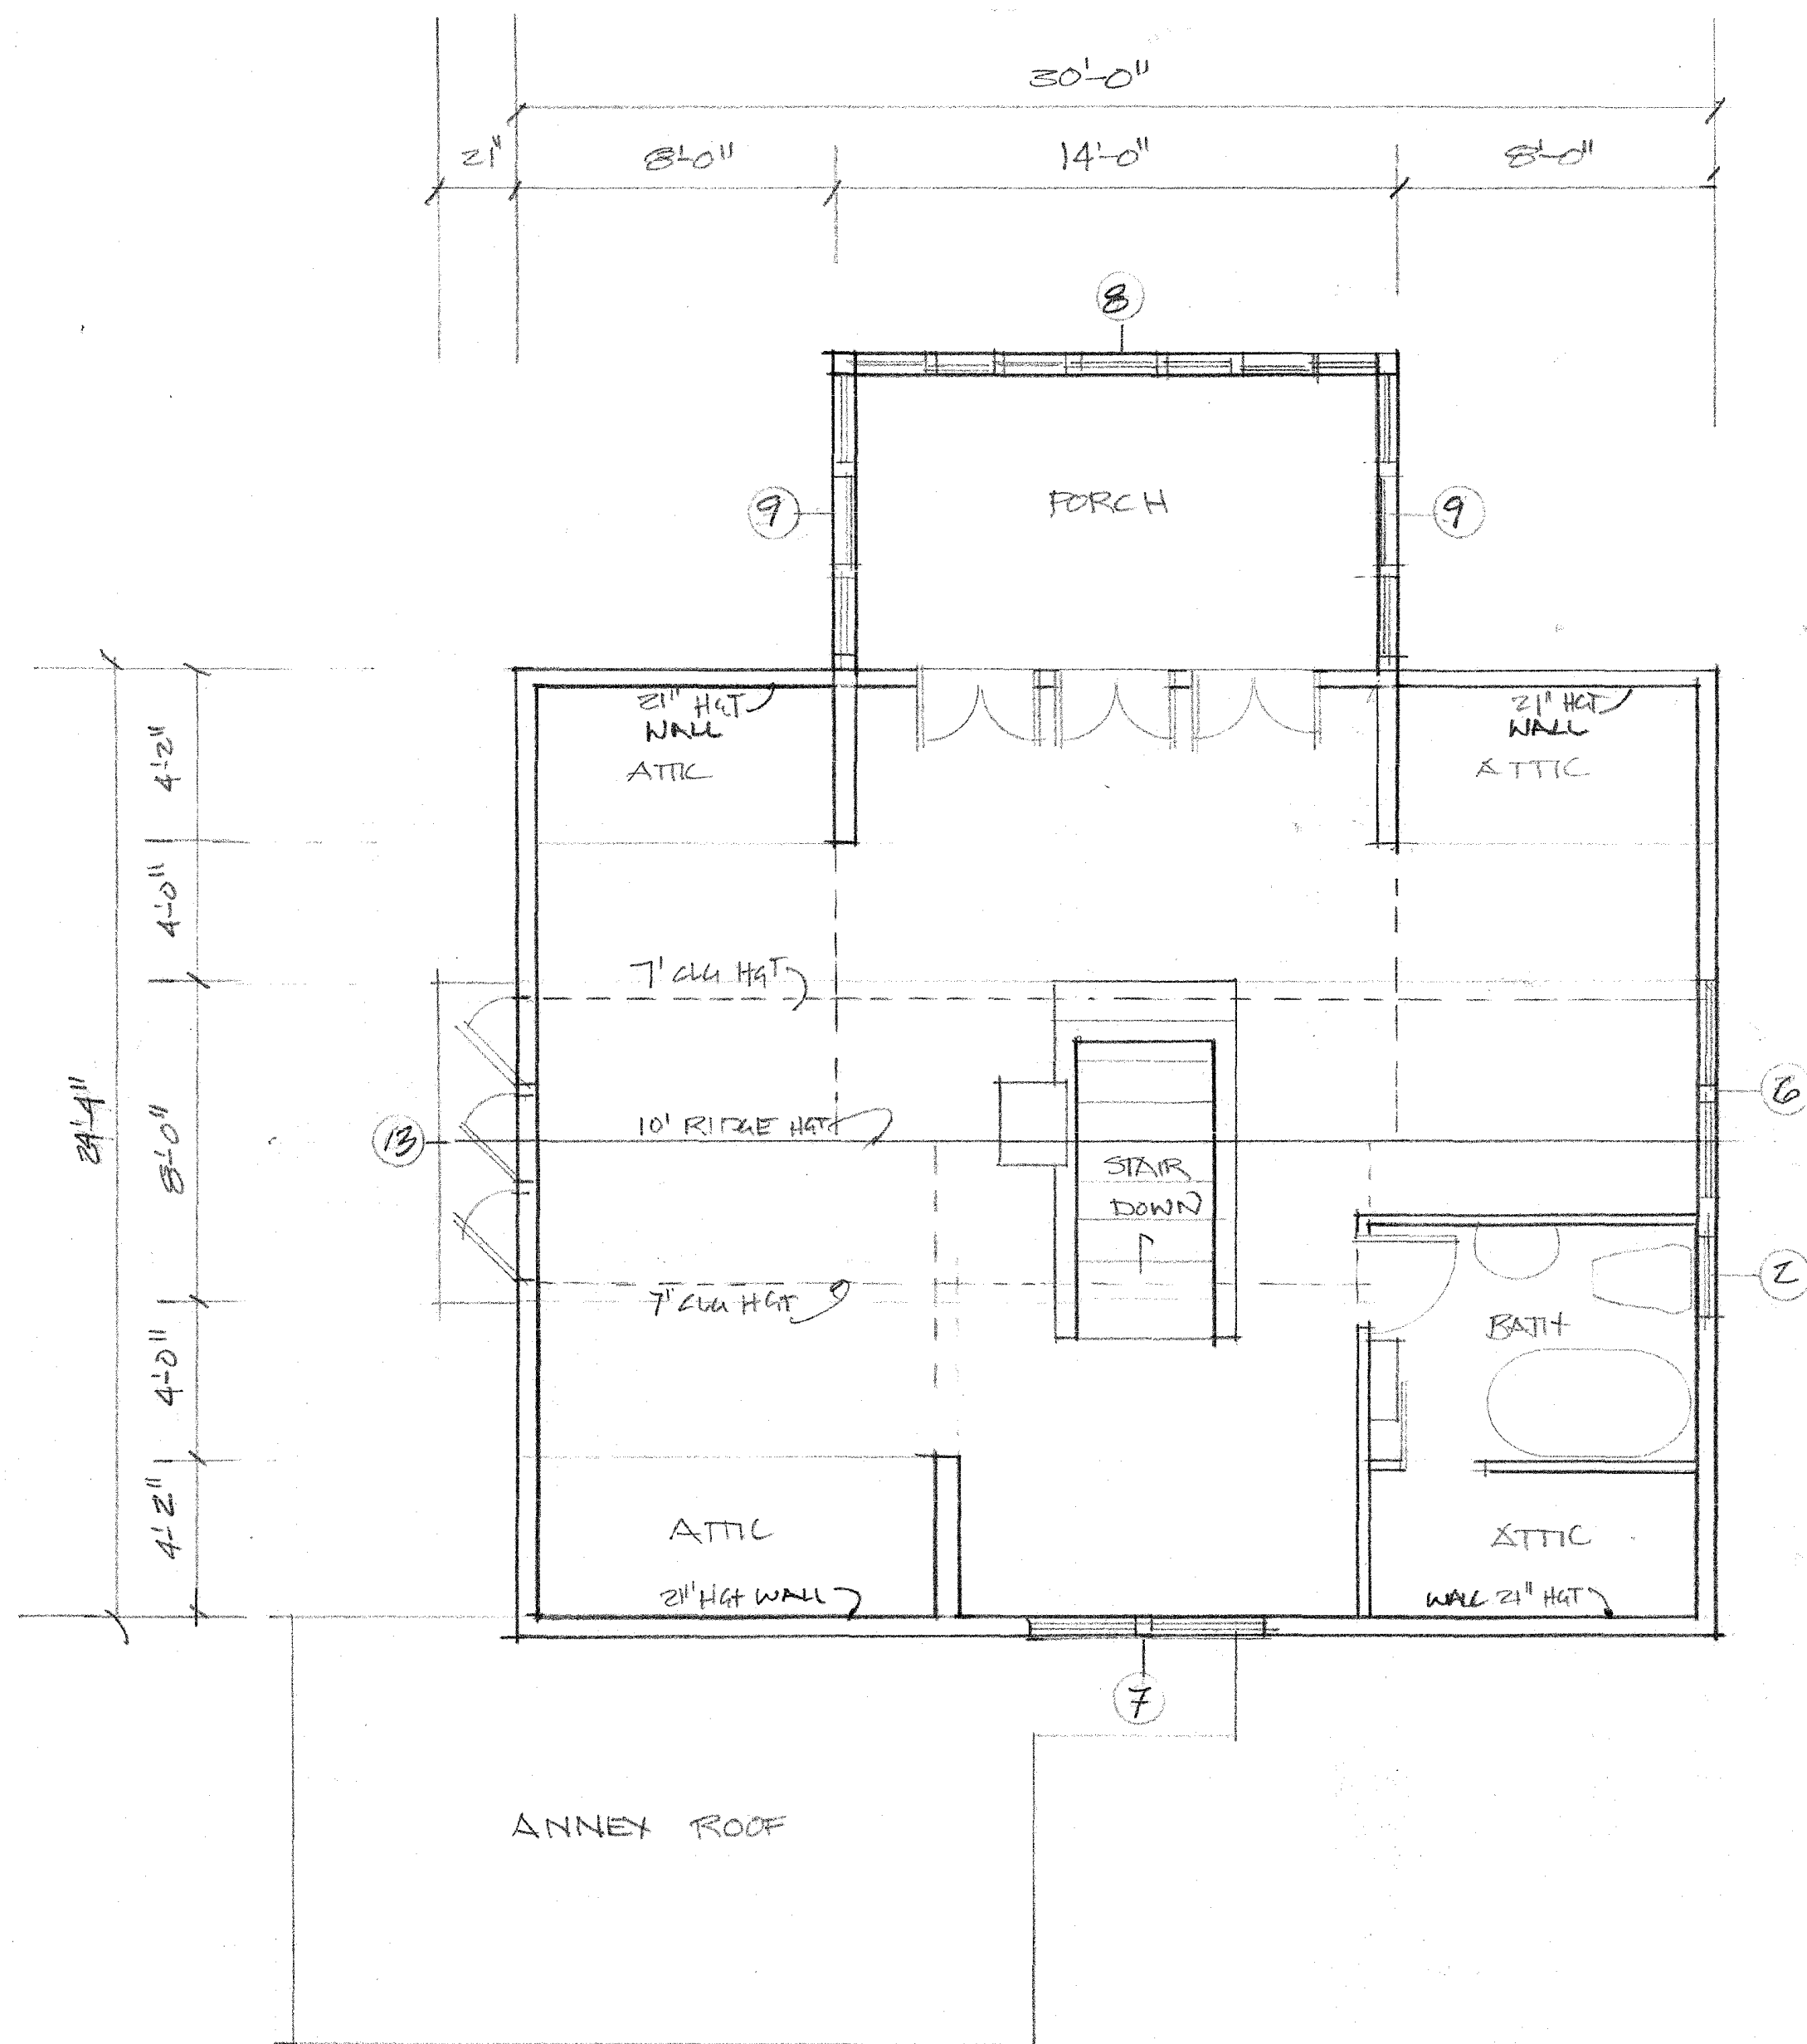 30'-0"
21"
8'-0"
14'-0"
8'-0"
8
9
PORCH
9
21" HGT
WALL
ATTIC
21" HGT
WALL
ATTIC
4'-2"
4'-0"
7' CLG HGT
24'-4"
8'-0"
13
10' RIDGE HGT
6
STAIR
DOWN
2
7' CLG HGT
BATH
4'-0"
4'-2"
ATTIC
ATTIC
21" HGT WALL
WALL 21" HGT
7
ANNEX ROOF